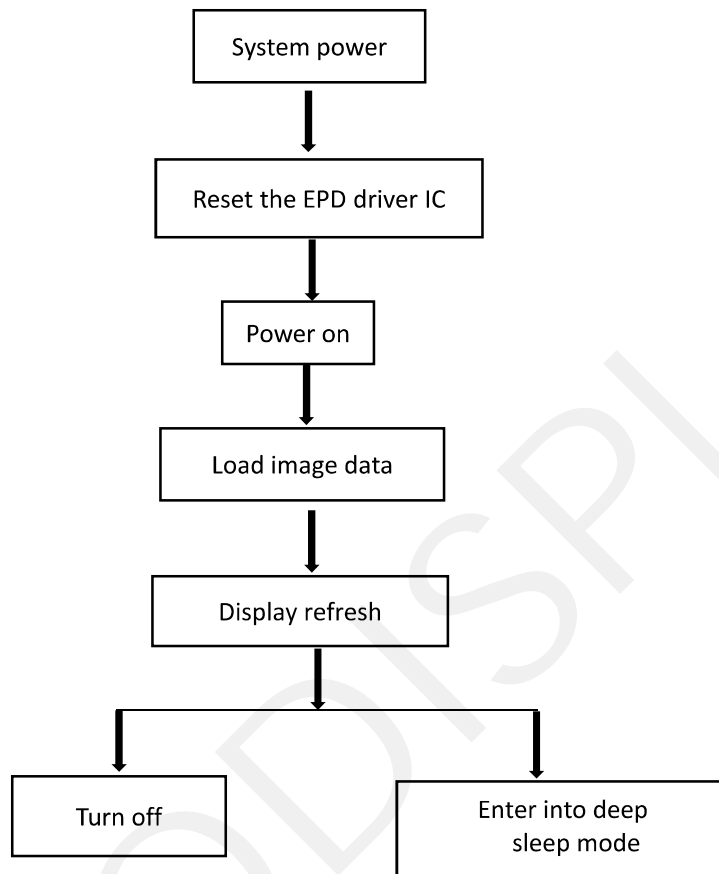 System power
Reset the EPD driver IC
Power on
Load image data
Display refresh
Turn off
Enter into deep
sleep mode
ODISPL